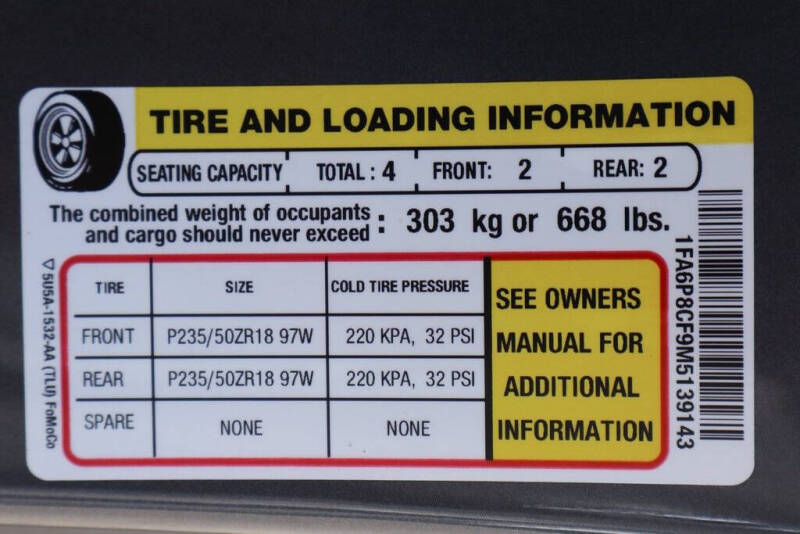 TIRE AND LOADING INFORMATION
SEATING CAPACITY TOTAL : 4 FRONT: 2 REAR: 2
The combined weight of occupants
and cargo should never exceed : 303 kg or 668 lbs.
TIRE SIZE COLD TIRE PRESSURE
FRONT P235/50ZR18 97W 220 KPA, 32 PSI
REAR P235/50ZR18 97W 220 KPA, 32 PSI
SPARE NONE NONE
SEE OWNERS
MANUAL FOR
ADDITIONAL
INFORMATION
1FA6P8CF9M5139143
5U5A-1532-AA (TLU) FoMoCo